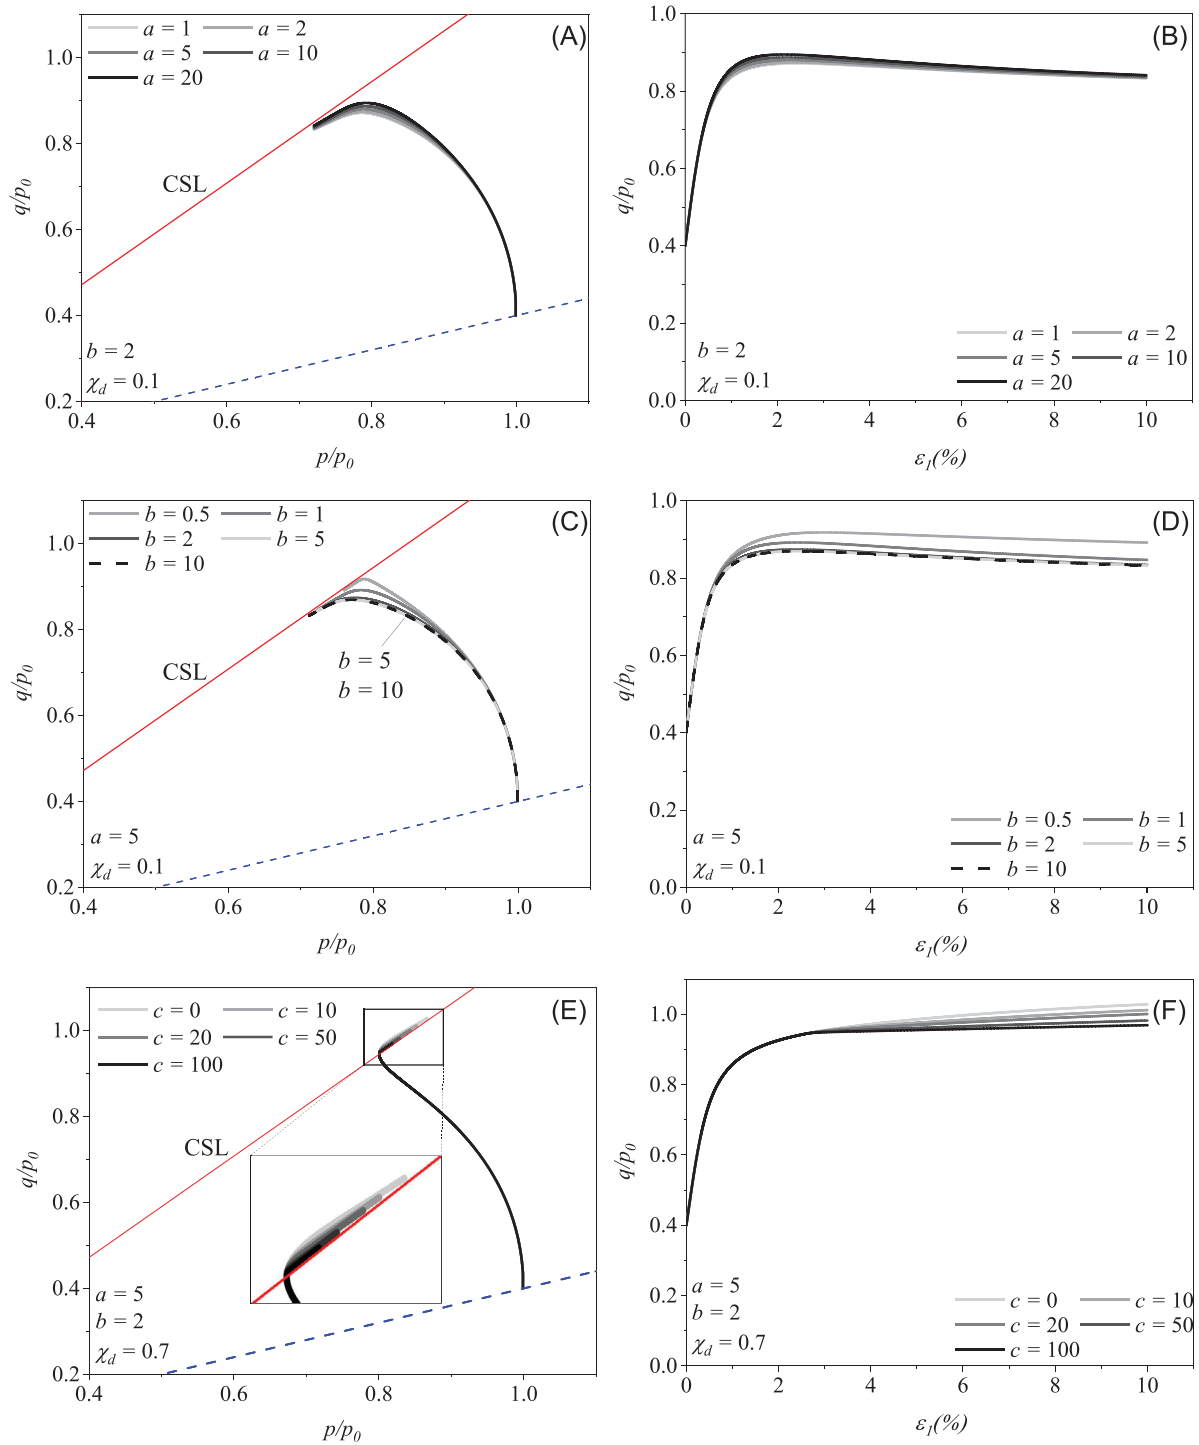 (A)
a = 1 a = 2
a = 5 a = 10
a = 20
CSL
b = 2
χd = 0.1
q/p0
1.0
0.8
0.6
0.4
0.2
0.4 0.6 0.8 1.0
p/p0
(B)
q/p0
1.0
0.8
0.6
0.4
0.2
0.0
b = 2
χd = 0.1
a = 1 a = 2
a = 5 a = 10
a = 20
0 2 4 6 8 10
ε1(%)
(C)
b = 0.5 b = 1
b = 2 b = 5
b = 10
CSL
b = 5
b = 10
a = 5
χd = 0.1
q/p0
1.0
0.8
0.6
0.4
0.2
0.4 0.6 0.8 1.0
p/p0
(D)
q/p0
1.0
0.8
0.6
0.4
0.2
0.0
a = 5
χd = 0.1
b = 0.5 b = 1
b = 2 b = 5
b = 10
0 2 4 6 8 10
ε1(%)
(E)
c = 0 c = 10
c = 20 c = 50
c = 100
CSL
a = 5
b = 2
χd = 0.7
q/p0
1.0
0.8
0.6
0.4
0.2
0.4 0.6 0.8 1.0
p/p0
(F)
q/p0
1.0
0.8
0.6
0.4
0.2
0.0
a = 5
b = 2
χd = 0.7
c = 0 c = 10
c = 20 c = 50
c = 100
0 2 4 6 8 10
ε1(%)